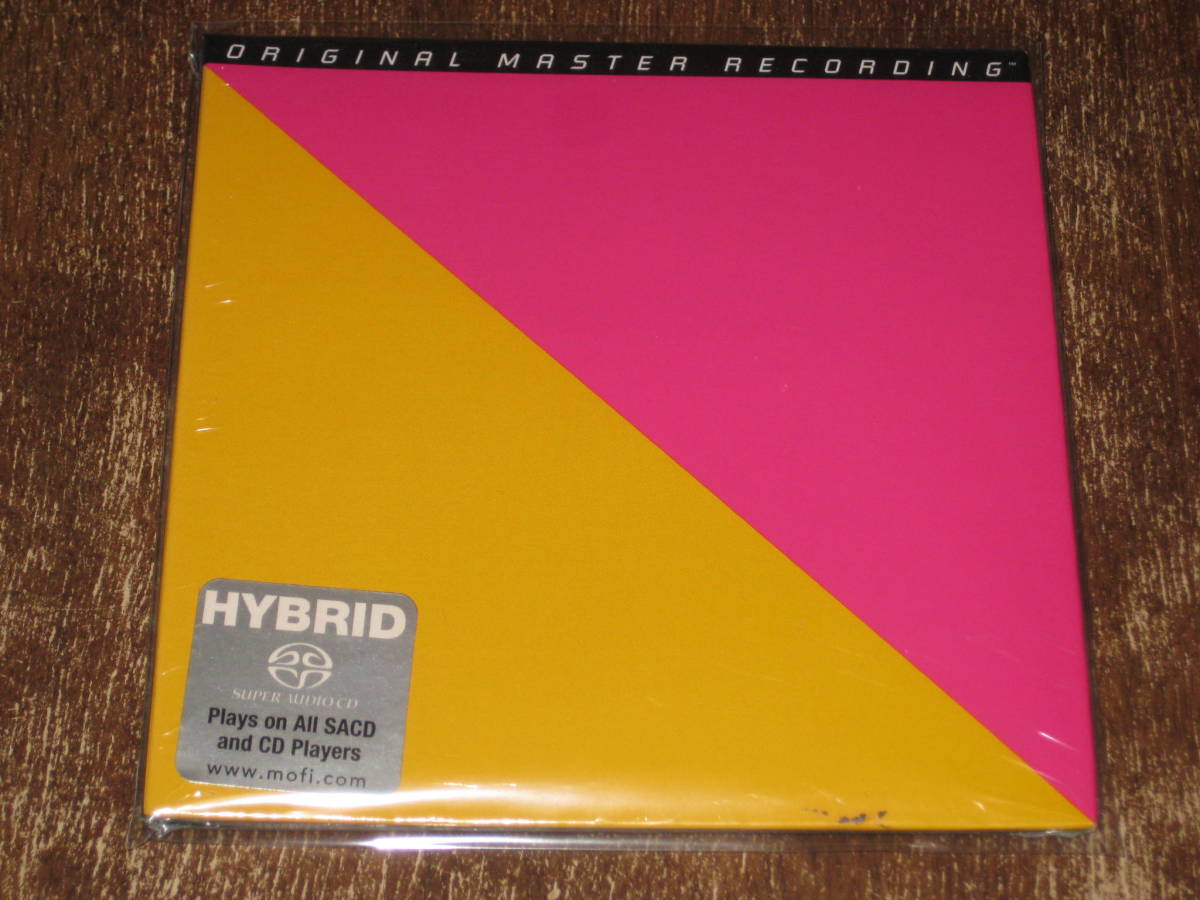 ORIGINAL MASTER RECORDING™
HYBRID
SUPER AUDIO CD
Plays on All SACD
and CD Players
www.mofi.com